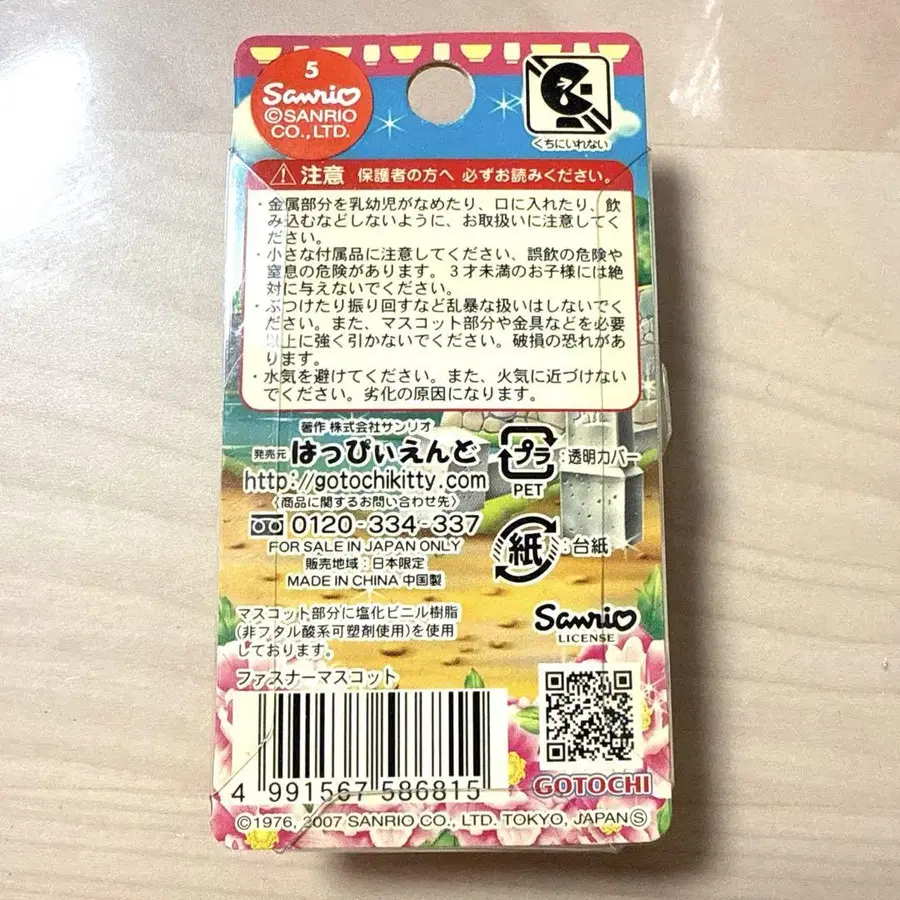 5
Sanrio
©SANRIO
CO.,LTD.
くちにいれない
注意 保護者の方へ 必ずお読みください。
・金属部分を乳幼児がなめたり、口に入れたり、飲
み込むなどしないように、お取扱いに注意してく
ださい。
・小さな付属品に注意してください、誤飲の危険や
窒息の危険があります。3才未満のお子様には絶
対に与えないでください。
・ぶつけたり振り回すなど乱暴な扱いはしないでく
ださい。また、マスコット部分や金具などを必要
以上に強く引かないでください。破損の恐れがあ
ります。
・水気を避けてください。また、火気に近づけない
でください。劣化の原因になります。
著作 株式会社サンリオ
発売元 はっぴぃえんど
http://gotochikitty.com
〈商品に関するお問い合わせ先〉
0120-334-337
FOR SALE IN JAPAN ONLY
販売地域:日本限定
MADE IN CHINA 中国製
プラ:透明カバー
PET
紙:台紙
マスコット部分に塩化ビニル樹脂
(非フタル酸系可塑剤使用)を使用
しております。
Sanrio
LICENSE
ファスナーマスコット
4 991567 586815
GOTOCHI
©1976, 2007 SANRIO CO., LTD. TOKYO, JAPAN Ⓢ